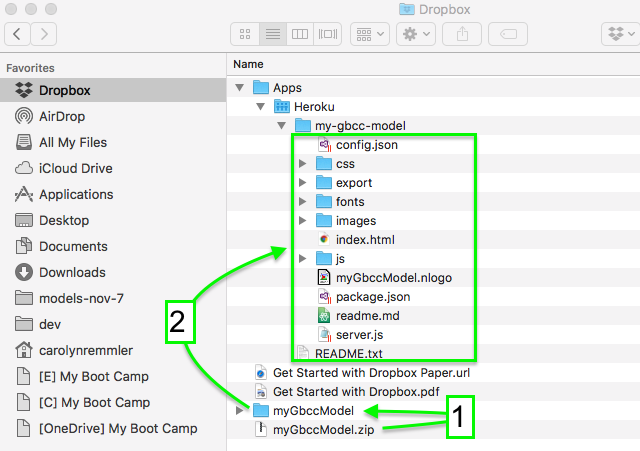 Dropbox
Favorites
Name
Dropbox
AirDrop
All My Files
iCloud Drive
Applications
Desktop
Documents
Downloads
models-nov-7
dev
carolynremmler
[E] My Boot Camp
[C] My Boot Camp
[OneDrive] My Boot Camp
Apps
Heroku
my-gbcc-model
config.json
css
export
fonts
images
index.html
js
myGbccModel.nlogo
package.json
readme.md
server.js
README.txt
Get Started with Dropbox Paper.url
Get Started with Dropbox.pdf
myGbccModel
myGbccModel.zip
2
1